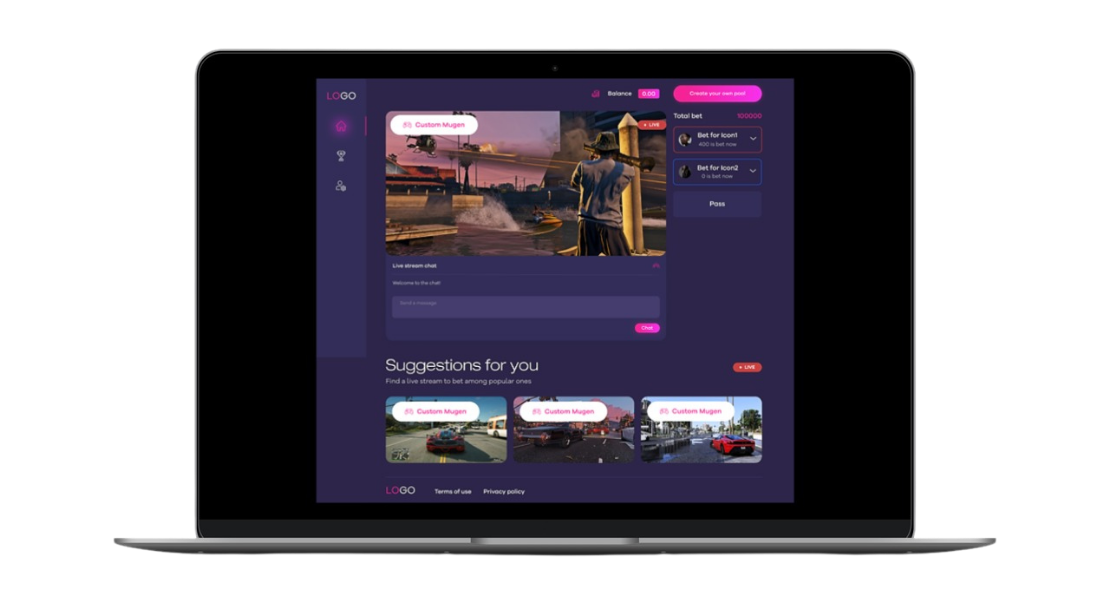 LOGO
Balance 0.00
Create your own pool
Custom Mugen
LIVE
Total bet 100000
Bet for Icon1
400 is bet now
Bet for Icon2
0 is bet now
Pass
Live stream chat
Welcome to the chat!
Send a message
Chat
Suggestions for you
Find a live stream to bet among popular ones
LIVE
Custom Mugen
Custom Mugen
Custom Mugen
LOGO
Terms of use
Privacy policy